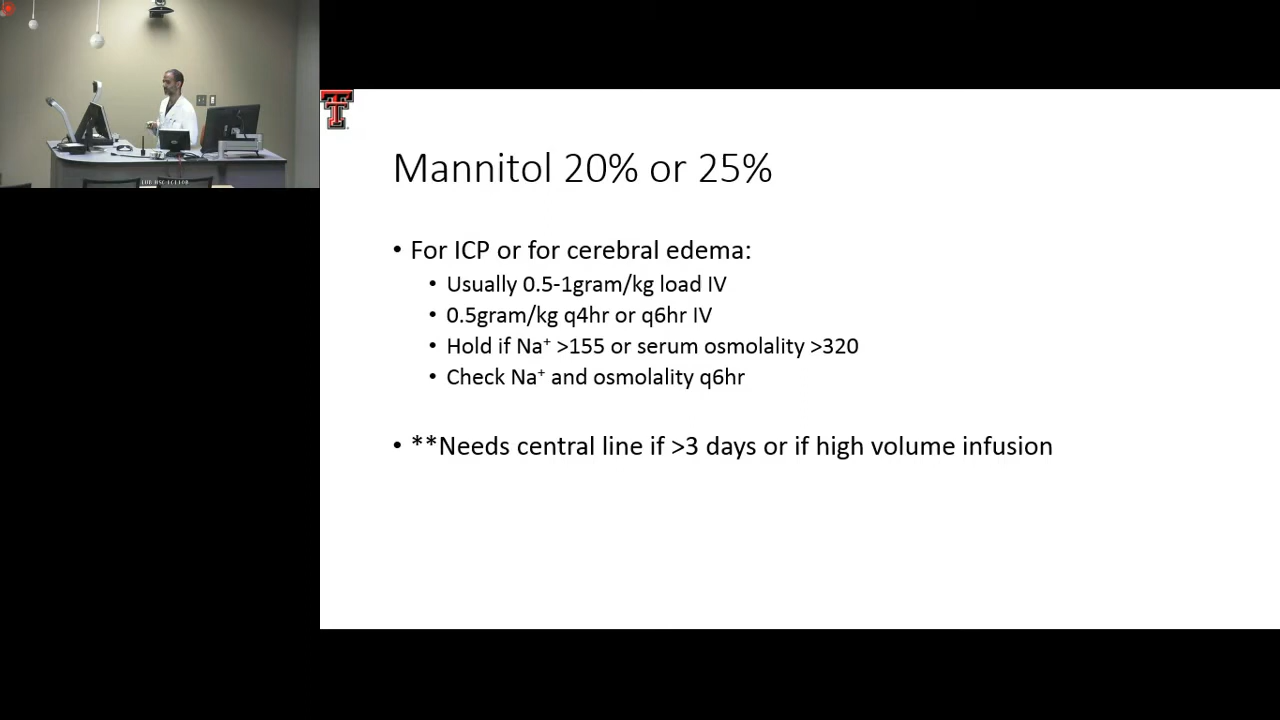 Mannitol 20% or 25%
• For ICP or for cerebral edema:
• Usually 0.5-1gram/kg load IV
• 0.5gram/kg q4hr or q6hr IV
• Hold if Na⁺ >155 or serum osmolality >320
• Check Na⁺ and osmolality q6hr
• **Needs central line if >3 days or if high volume infusion